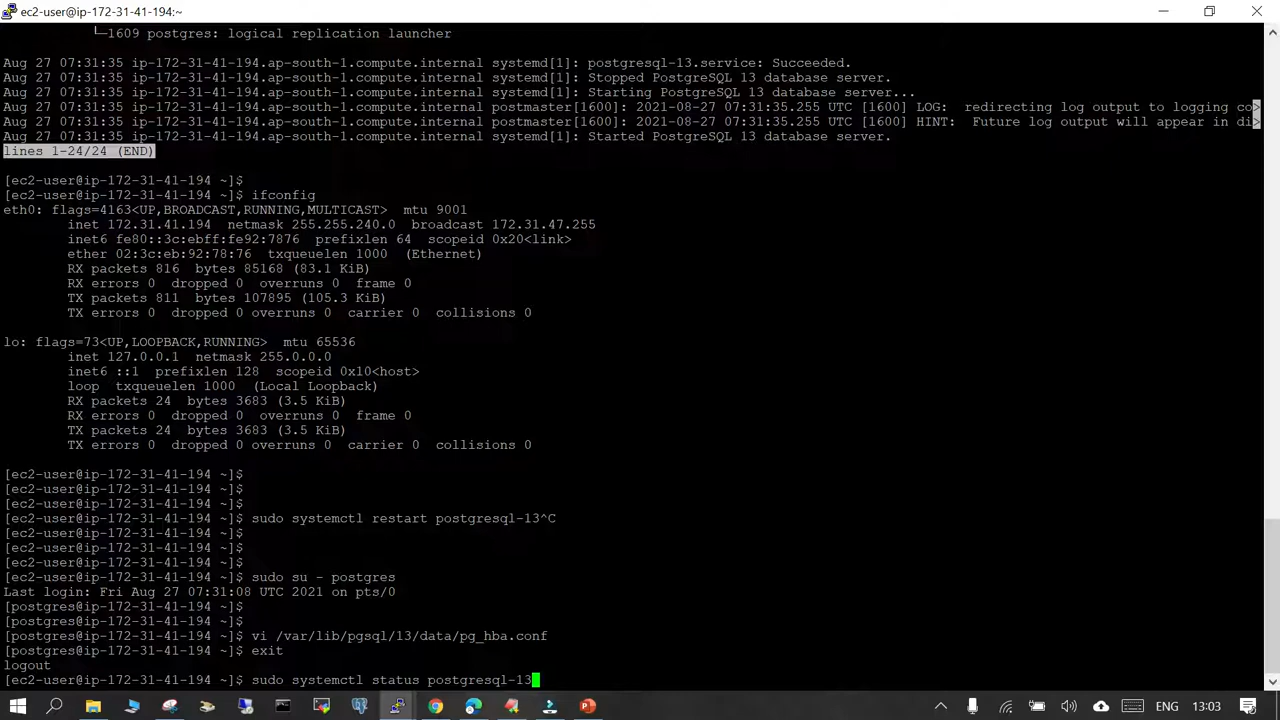 ec2-user@ip-172-31-41-194:~
└─1609 postgres: logical replication launcher
Aug 27 07:31:35 ip-172-31-41-194.ap-south-1.compute.internal systemd[1]: postgresql-13.service: Succeeded.
Aug 27 07:31:35 ip-172-31-41-194.ap-south-1.compute.internal systemd[1]: Stopped PostgreSQL 13 database server.
Aug 27 07:31:35 ip-172-31-41-194.ap-south-1.compute.internal systemd[1]: Starting PostgreSQL 13 database server...
Aug 27 07:31:35 ip-172-31-41-194.ap-south-1.compute.internal postmaster[1600]: 2021-08-27 07:31:35.255 UTC [1600] LOG:  redirecting log output to logging co>
Aug 27 07:31:35 ip-172-31-41-194.ap-south-1.compute.internal postmaster[1600]: 2021-08-27 07:31:35.255 UTC [1600] HINT:  Future log output will appear in di>
Aug 27 07:31:35 ip-172-31-41-194.ap-south-1.compute.internal systemd[1]: Started PostgreSQL 13 database server.
lines 1-24/24 (END)
[ec2-user@ip-172-31-41-194 ~]$
[ec2-user@ip-172-31-41-194 ~]$ ifconfig
eth0: flags=4163<UP,BROADCAST,RUNNING,MULTICAST>  mtu 9001
inet 172.31.41.194  netmask 255.255.240.0  broadcast 172.31.47.255
inet6 fe80::3c:ebff:fe92:7876  prefixlen 64  scopeid 0x20<link>
ether 02:3c:eb:92:78:76  txqueuelen 1000  (Ethernet)
RX packets 816  bytes 85168 (83.1 KiB)
RX errors 0  dropped 0  overruns 0  frame 0
TX packets 811  bytes 107895 (105.3 KiB)
TX errors 0  dropped 0 overruns 0  carrier 0  collisions 0
lo: flags=73<UP,LOOPBACK,RUNNING>  mtu 65536
inet 127.0.0.1  netmask 255.0.0.0
inet6 ::1  prefixlen 128  scopeid 0x10<host>
loop  txqueuelen 1000  (Local Loopback)
RX packets 24  bytes 3683 (3.5 KiB)
RX errors 0  dropped 0  overruns 0  frame 0
TX packets 24  bytes 3683 (3.5 KiB)
TX errors 0  dropped 0 overruns 0  carrier 0  collisions 0
[ec2-user@ip-172-31-41-194 ~]$
[ec2-user@ip-172-31-41-194 ~]$
[ec2-user@ip-172-31-41-194 ~]$
[ec2-user@ip-172-31-41-194 ~]$ sudo systemctl restart postgresql-13^C
[ec2-user@ip-172-31-41-194 ~]$
[ec2-user@ip-172-31-41-194 ~]$
[ec2-user@ip-172-31-41-194 ~]$
[ec2-user@ip-172-31-41-194 ~]$ sudo su - postgres
Last login: Fri Aug 27 07:31:08 UTC 2021 on pts/0
[postgres@ip-172-31-41-194 ~]$
[postgres@ip-172-31-41-194 ~]$
[postgres@ip-172-31-41-194 ~]$ vi /var/lib/pgsql/13/data/pg_hba.conf
[postgres@ip-172-31-41-194 ~]$ exit
logout
[ec2-user@ip-172-31-41-194 ~]$ sudo systemctl status postgresql-13
ENG 13:03